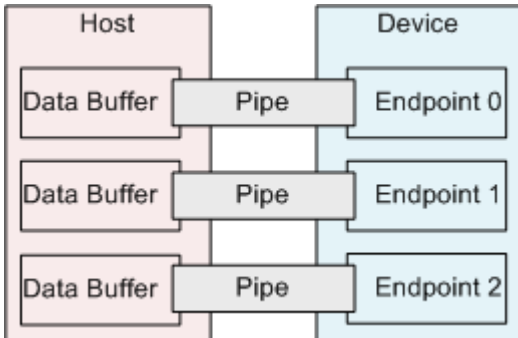 Host Device
Data Buffer Pipe Endpoint 0
Data Buffer Pipe Endpoint 1
Data Buffer Pipe Endpoint 2